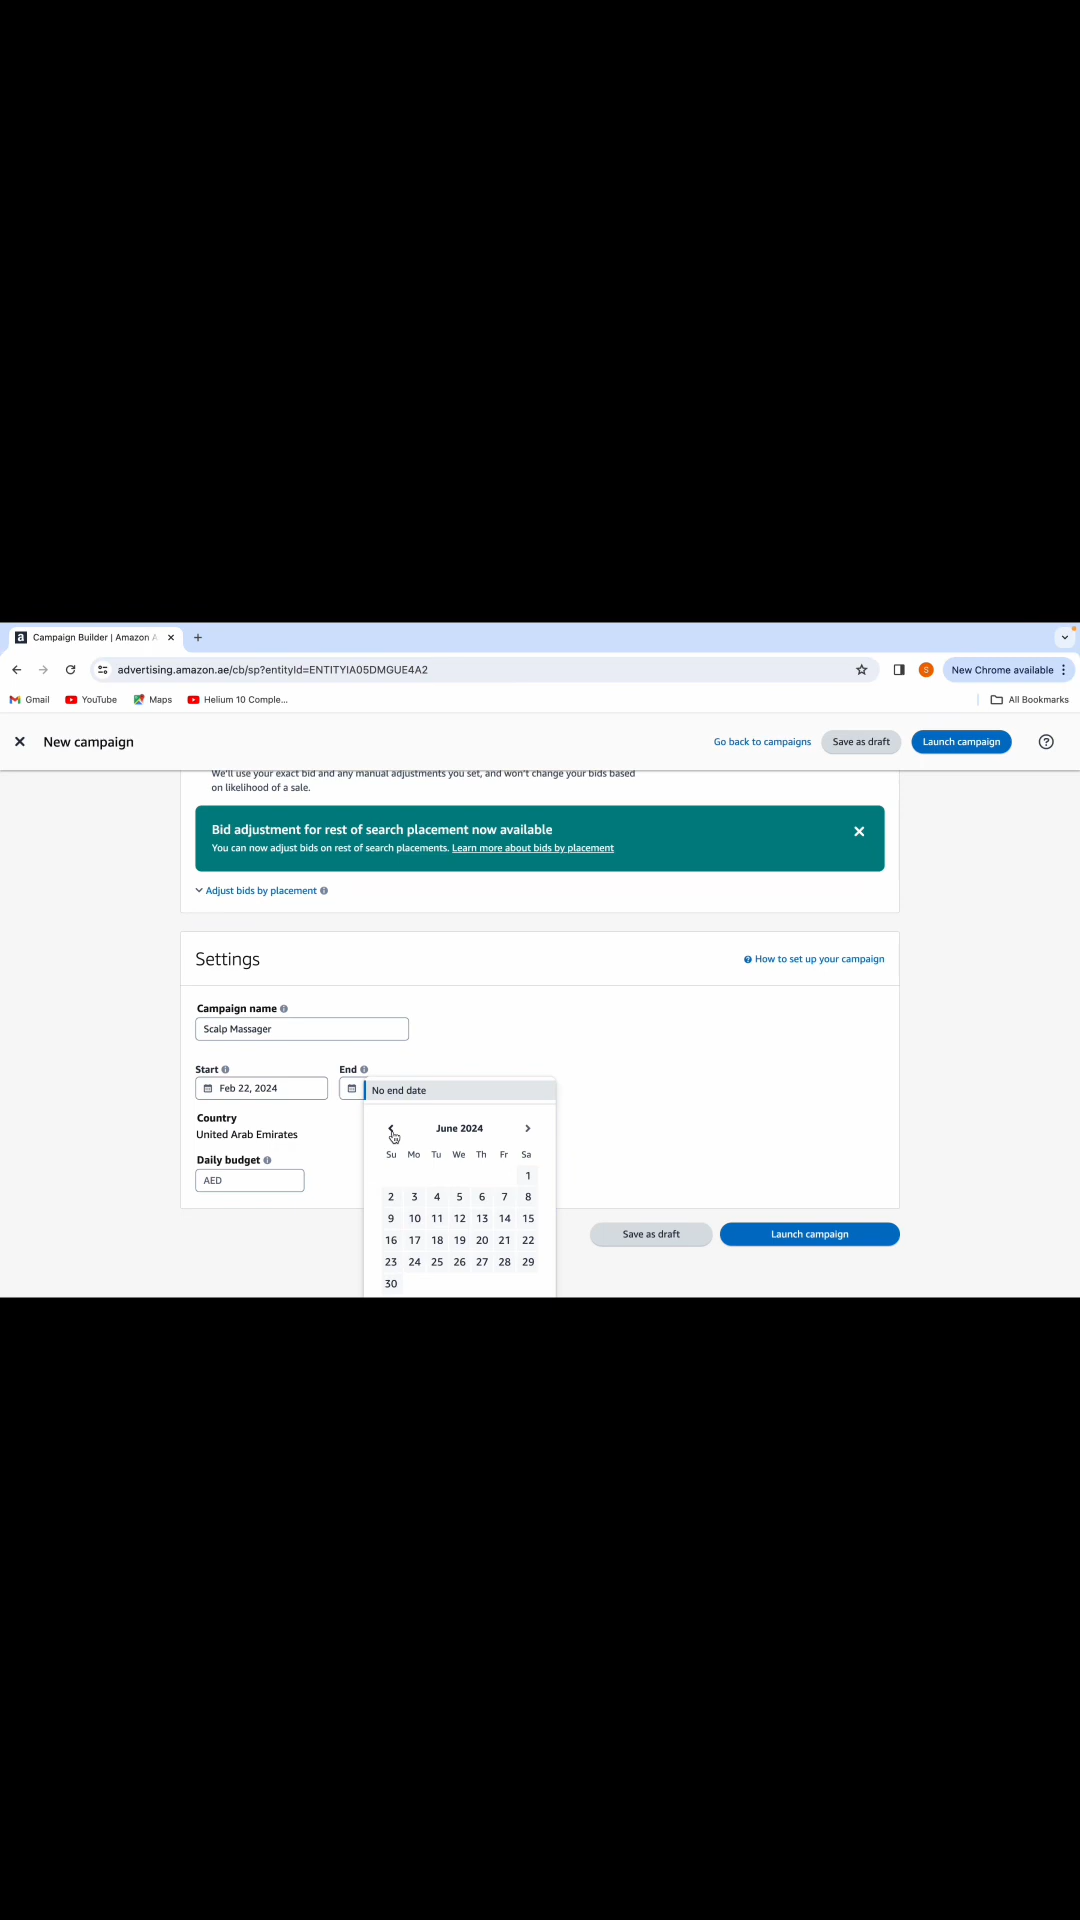 Campaign Builder | Amazon A
advertising.amazon.ae/cb/sp?entityId=ENTITYIA05DMGUE4A2
S
New Chrome available
Gmail
YouTube
Maps
Helium 10 Comple...
All Bookmarks
New campaign
Go back to campaigns
Save as draft
Launch campaign
We'll use your exact bid and any manual adjustments you set, and won't change your bids based
on likelihood of a sale.
Bid adjustment for rest of search placement now available
You can now adjust bids on rest of search placements. Learn more about bids by placement
Adjust bids by placement
Settings
How to set up your campaign
Campaign name
Scalp Massager
Start
End
Feb 22, 2024
No end date
Country
United Arab Emirates
Daily budget
AED
June 2024
Su Mo Tu We Th Fr Sa
1
2 3 4 5 6 7 8
9 10 11 12 13 14 15
16 17 18 19 20 21 22
23 24 25 26 27 28 29
30
Save as draft
Launch campaign